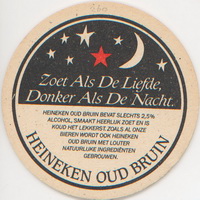 Zoet Als De Liefde,
Donker Als De Nacht.
HEINEKEN OUD BRUIN BEVAT SLECHTS 2,5%
ALCOHOL, SMAAKT HEERLIJK ZOET EN IS
KOUD HET LEKKERST. ZOALS AL ONZE
BIEREN WORDT OOK HEINEKEN
OUD BRUIN MET LOUTER
NATUURLIJKE INGREDIËNTEN
GEBROUWEN.
HEINEKEN OUD BRUIN